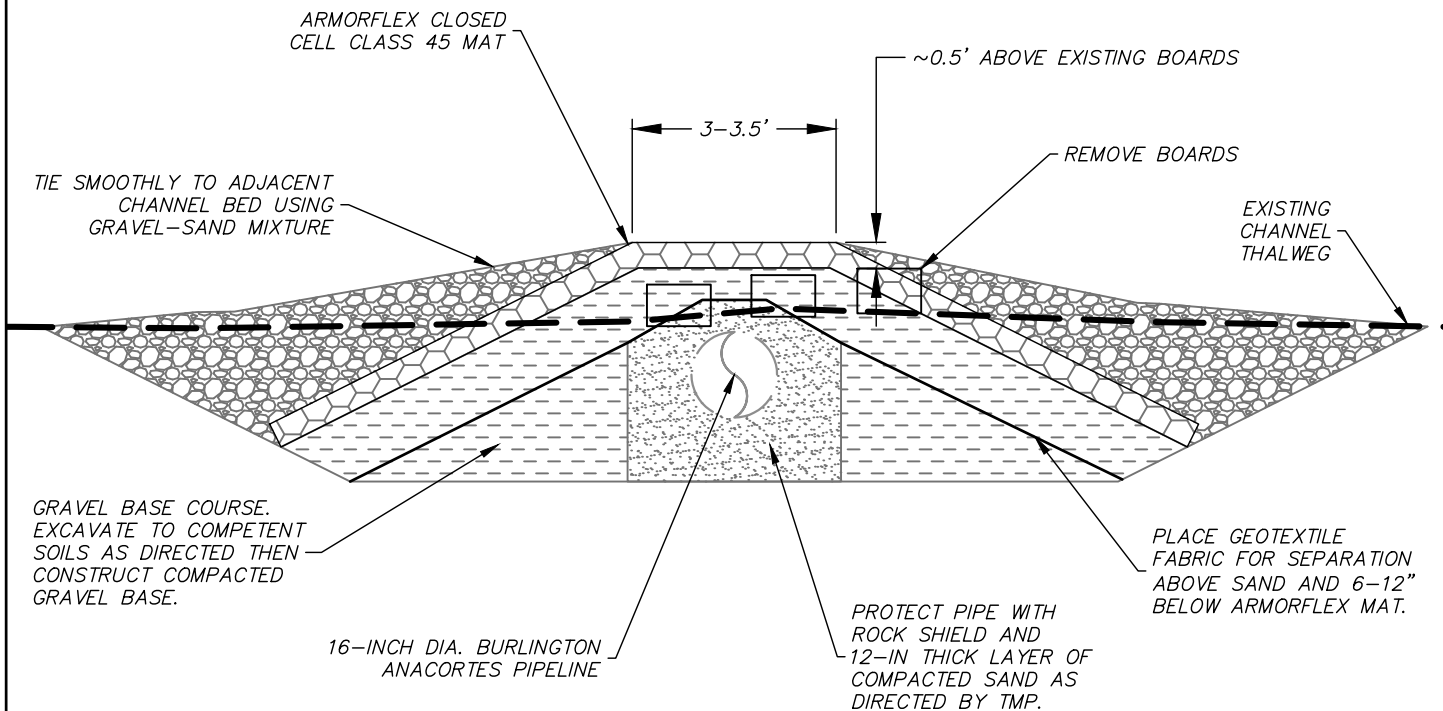 ARMORFLEX CLOSED
CELL CLASS 45 MAT
~0.5' ABOVE EXISTING BOARDS
3-3.5'
REMOVE BOARDS
TIE SMOOTHLY TO ADJACENT
CHANNEL BED USING
GRAVEL-SAND MIXTURE
EXISTING
CHANNEL
THALWEG
GRAVEL BASE COURSE.
EXCAVATE TO COMPETENT
SOILS AS DIRECTED THEN
CONSTRUCT COMPACTED
GRAVEL BASE.
16-INCH DIA. BURLINGTON
ANACORTES PIPELINE
PROTECT PIPE WITH
ROCK SHIELD AND
12-IN THICK LAYER OF
COMPACTED SAND AS
DIRECTED BY TMP.
PLACE GEOTEXTILE
FABRIC FOR SEPARATION
ABOVE SAND AND 6-12"
BELOW ARMORFLEX MAT.